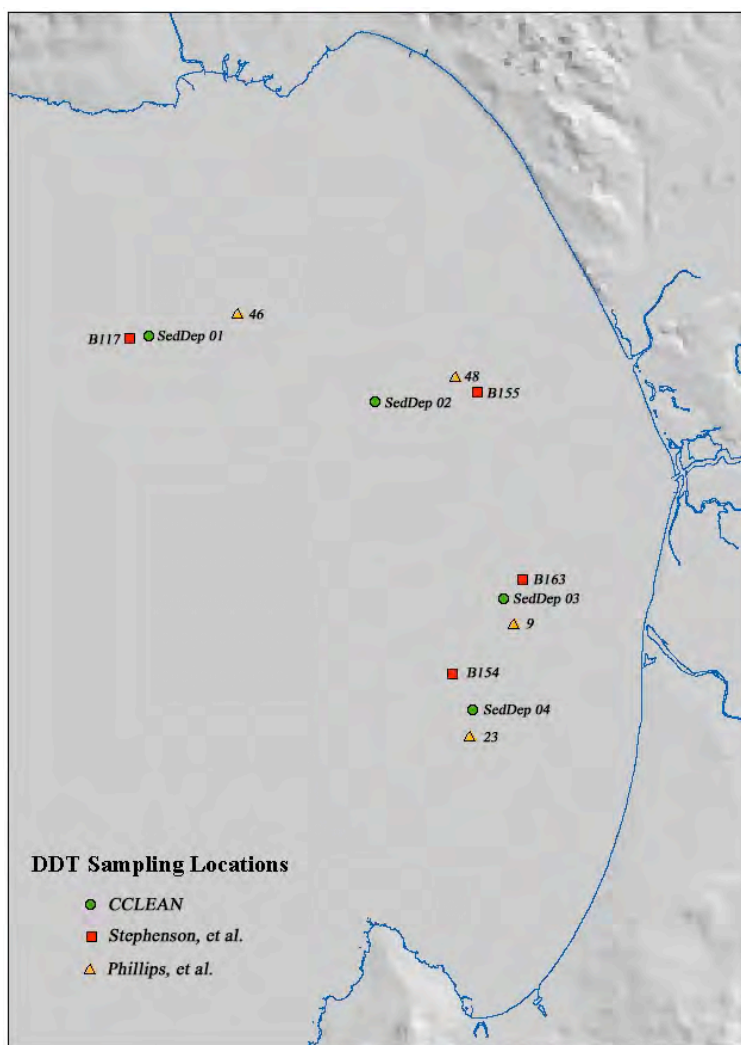 46
B117
SedDep 01
48
B155
SedDep 02
B163
SedDep 03
9
B154
SedDep 04
23
DDT Sampling Locations
CCLEAN
Stephenson, et al.
Phillips, et al.